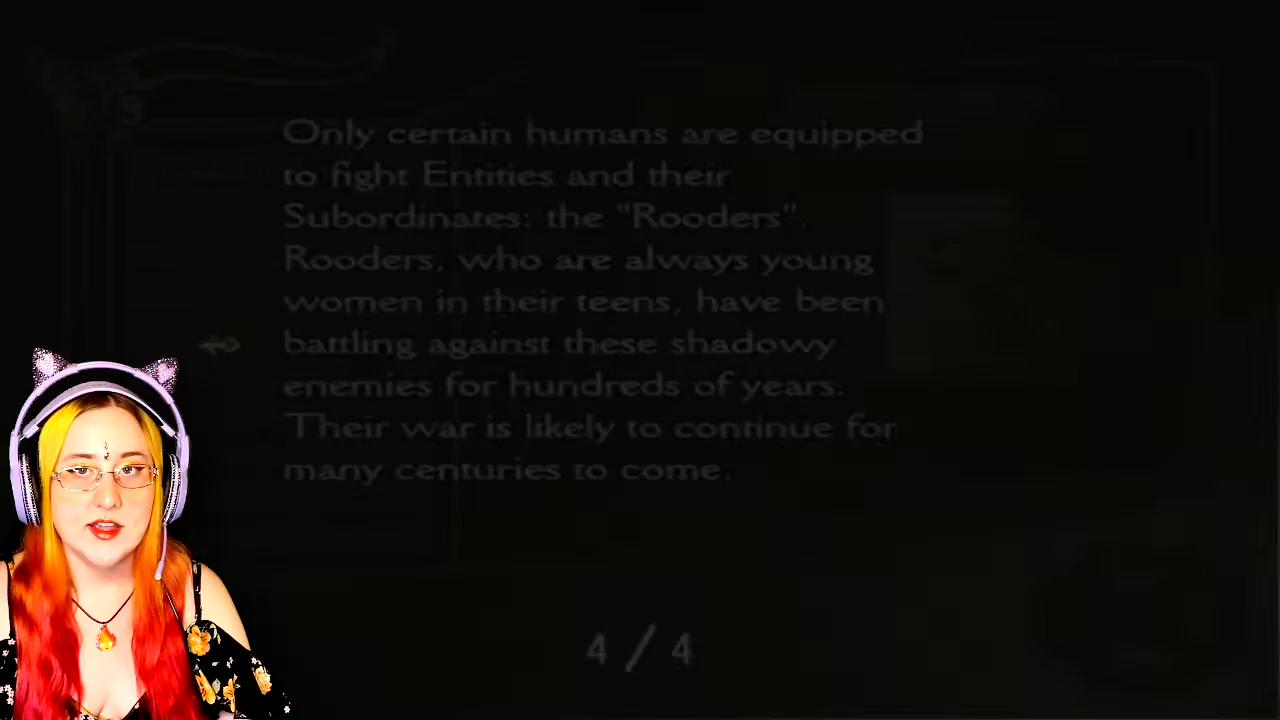 Only certain humans are equipped
to fight Entities and their
Subordinates: the "Rooders".
Rooders, who are always young
women in their teens, have been
battling against these shadowy
enemies for hundreds of years.
Their war is likely to continue for
many centuries to come.
4 / 4